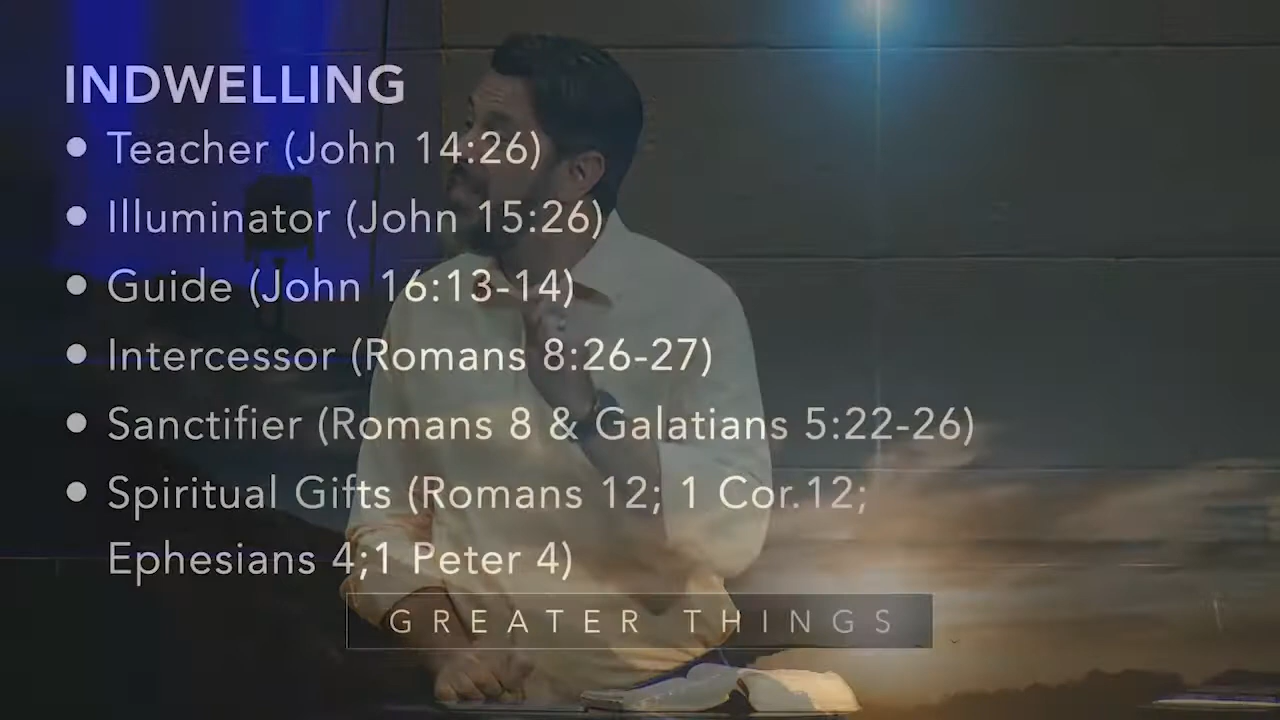 INDWELLING
• Teacher (John 14:26)
• Illuminator (John 15:26)
• Guide (John 16:13-14)
• Intercessor (Romans 8:26-27)
• Sanctifier (Romans 8 & Galatians 5:22-26)
• Spiritual Gifts (Romans 12; 1 Cor.12;
Ephesians 4;1 Peter 4)
GREATER THINGS